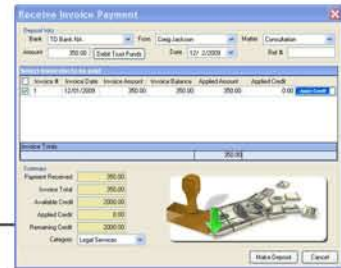 Receive Invoice Payment
Deposit Info
Bank TD Bank NA From Craig Jackson Matter Consultation
Amount 350.00 Debit Trust Funds Date 12/ 2/2009 Ref #
Invoice # Invoice Date Invoice Amount Invoice Balance Applied Amount Applied Credit
1 12/01/2009 350.00 350.00 350.00 0.00 Apply Credit
Invoice Totals
350.00
Summary
Payment Received 350.00
Invoice Total 350.00
Available Credit 2000.00
Applied Credit 0.00
Remaining Credit 2000.00
Category Legal Services
Make Deposit Cancel